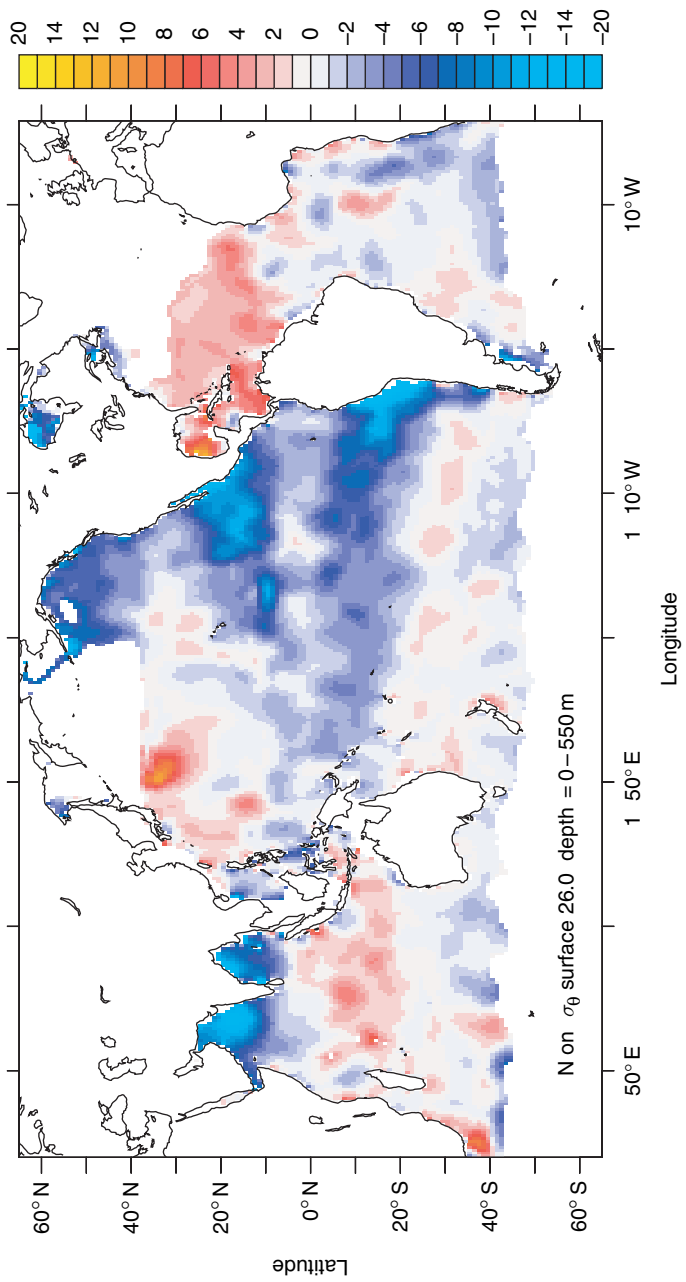 20
14
12
10
8
6
4
2
0
−2
−4
−6
−8
−10
−12
−14
−20
60° N
40° N
20° N
0° N
20° S
40° S
60° S
Latitude
N on σθ surface 26.0 depth = 0 – 550 m
50° E
1 50° E
1 10° W
10° W
Longitude